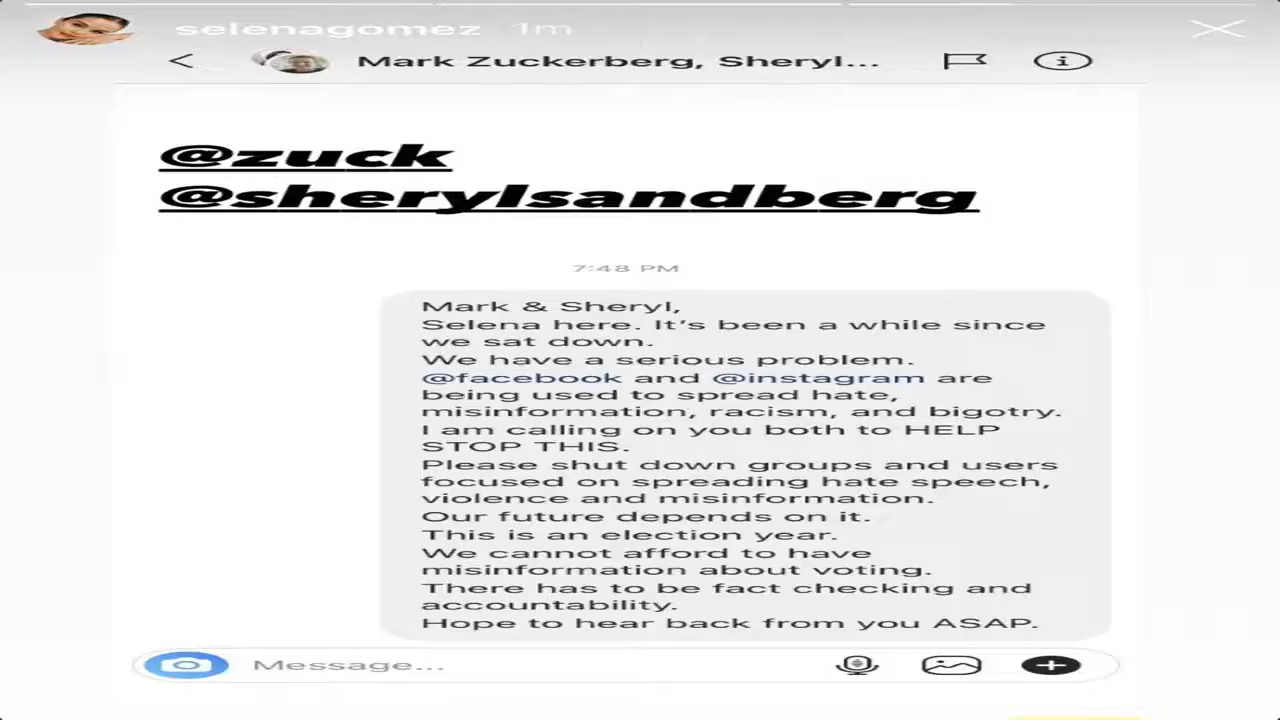 selenagomez 1m
Mark Zuckerberg, Sheryl...
@zuck
@sherylsandberg
7:48 PM
Mark & Sheryl,
Selena here. It's been a while since
we sat down.
We have a serious problem.
@facebook and @instagram are
being used to spread hate,
misinformation, racism, and bigotry.
I am calling on you both to HELP
STOP THIS.
Please shut down groups and users
focused on spreading hate speech,
violence and misinformation.
Our future depends on it.
This is an election year.
We cannot afford to have
misinformation about voting.
There has to be fact checking and
accountability.
Hope to hear back from you ASAP.
Message...